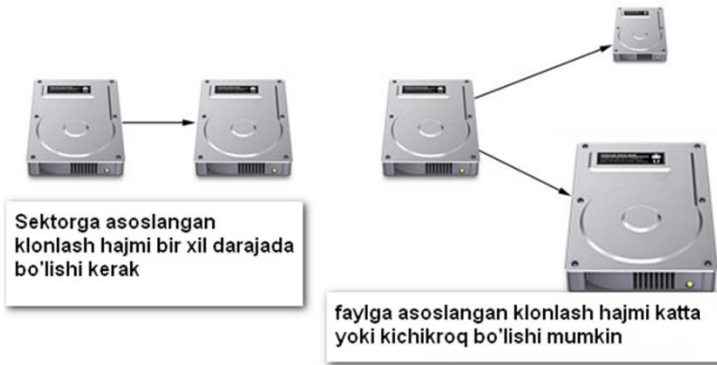 Sektorga asoslangan
klonlash hajmi bir xil darajada
bo'lishi kerak
faylga asoslangan klonlash hajmi katta
yoki kichikroq bo'lishi mumkin